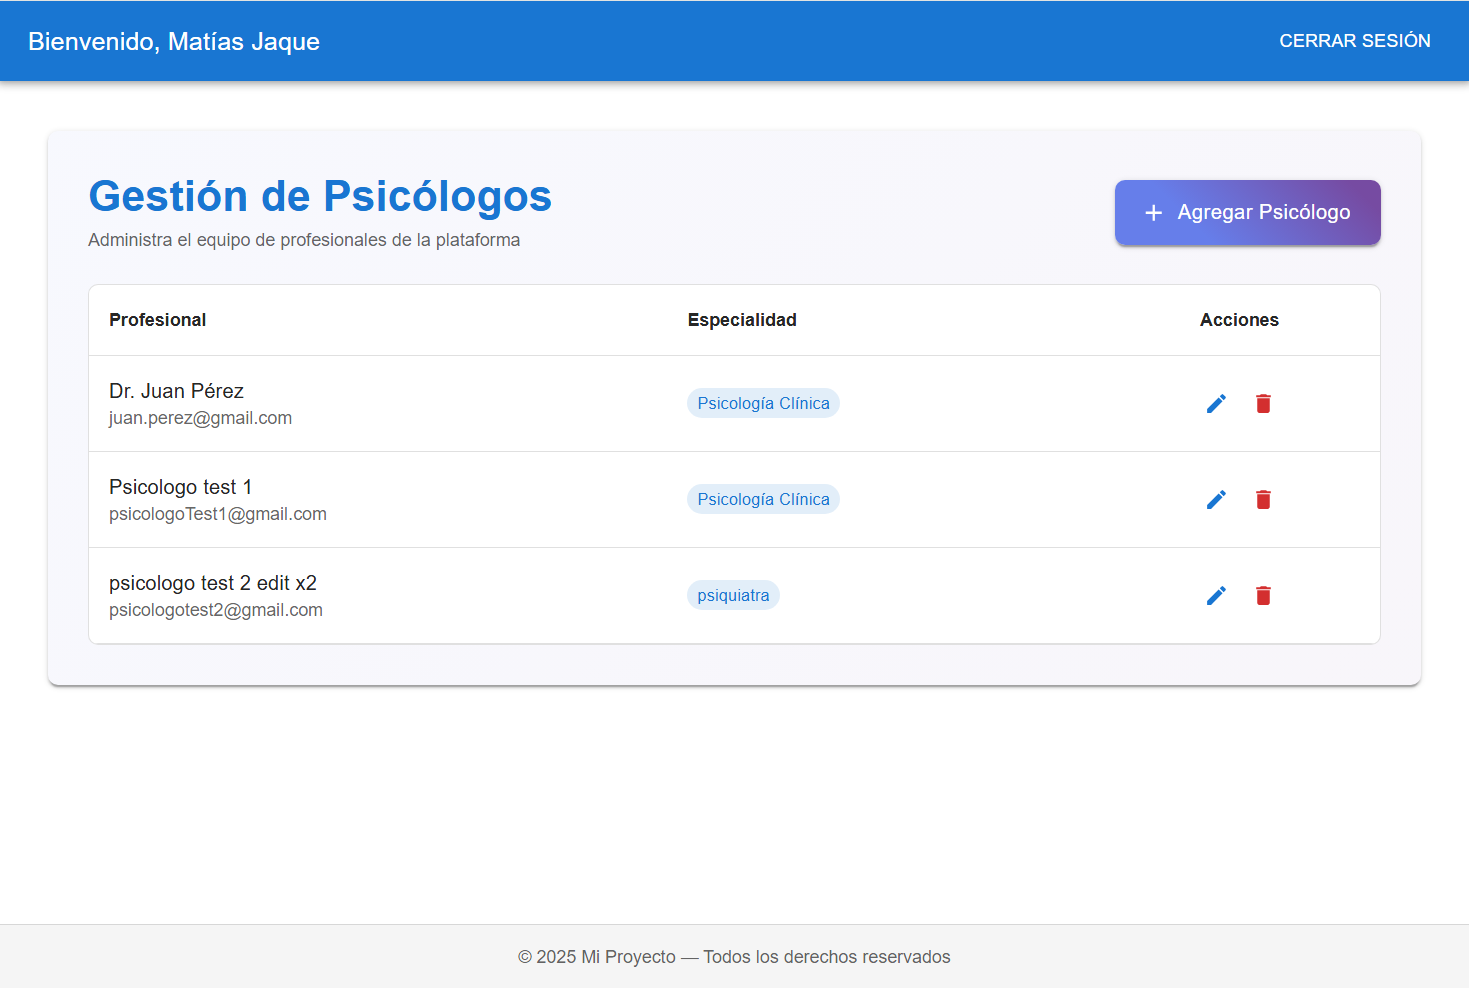 Bienvenido, Matías Jaque
CERRAR SESIÓN
Gestión de Psicólogos
Administra el equipo de profesionales de la plataforma
+ Agregar Psicólogo
Profesional Especialidad Acciones
Dr. Juan Pérez
juan.perez@gmail.com
Psicología Clínica
Psicologo test 1
psicologoTest1@gmail.com
Psicología Clínica
psicologo test 2 edit x2
psicologotest2@gmail.com
psiquiatra
© 2025 Mi Proyecto — Todos los derechos reservados